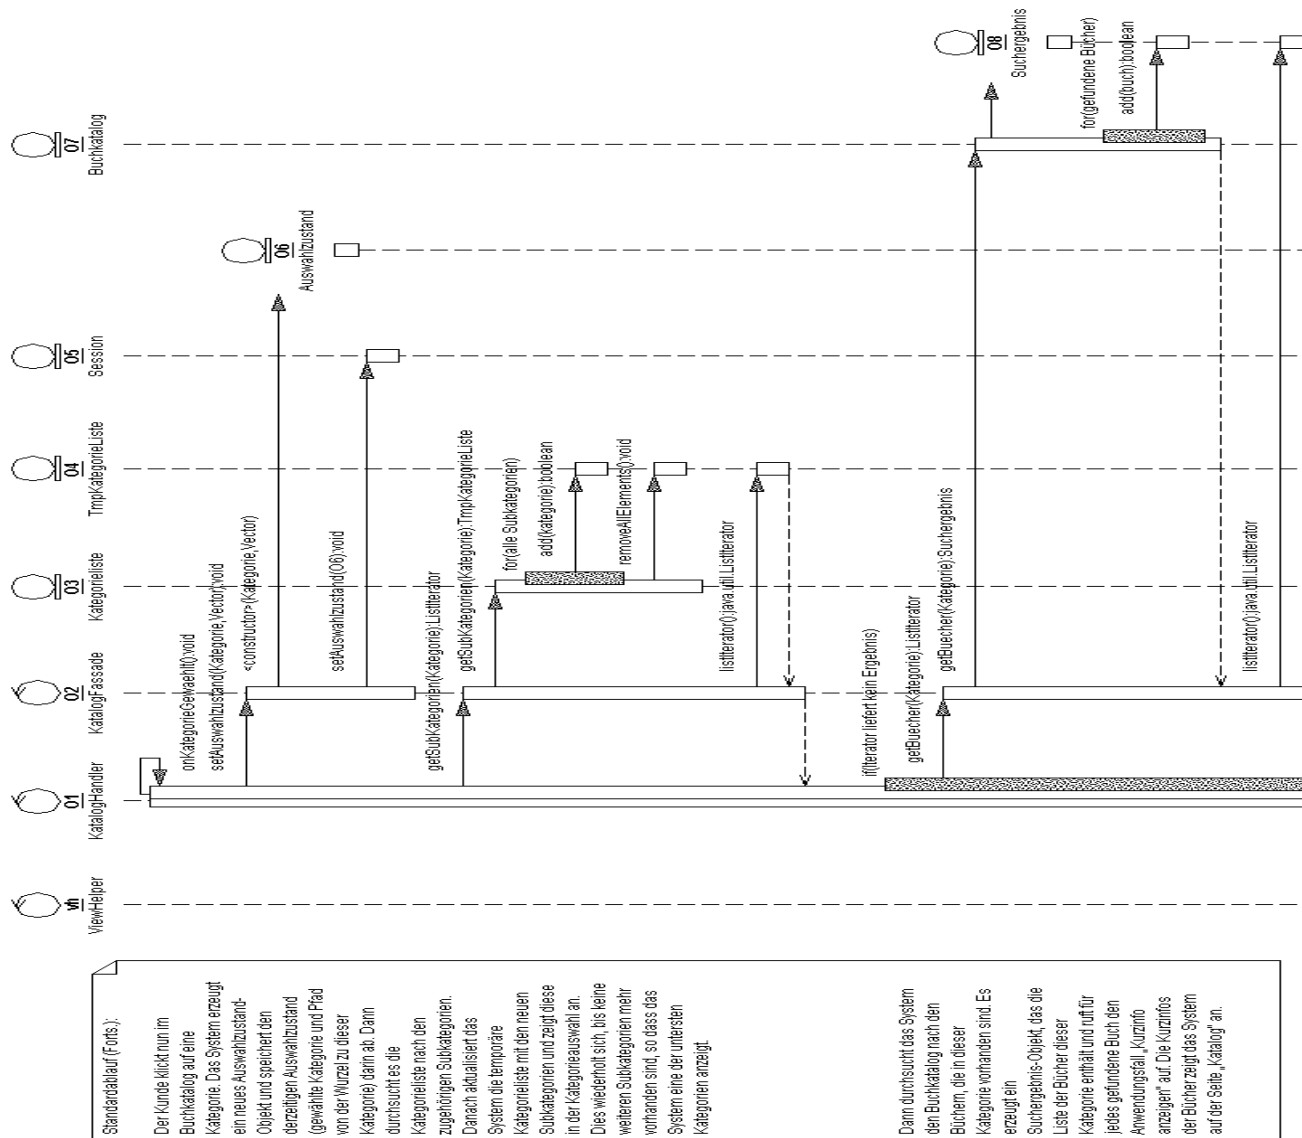 Standardablauf (Forts.):
Der Kunde klickt nun im
Buchkatalog auf eine
Kategorie. Das System erzeugt
ein neues Auswahlzustand-
Objekt und speichert den
derzeitigen Auswahlzustand
(gewählte Kategorie und Pfad
von der Wurzel zu dieser
Kategorie) darin ab. Dann
durchsucht es die
Kategorieliste nach den
zugehörigen Subkategorien.
Danach aktualisiert das
System die temporäre
Kategorieliste mit den neuen
Subkategorien und zeigt diese
in der Kategorieauswahl an.
Dies wiederholt sich, bis keine
weiteren Subkategorien mehr
vorhanden sind, so dass das
System eine der untersten
Kategorien anzeigt.
Dann durchsucht das System
den Buchkatalog nach den
Büchern, die in dieser
Kategorie vorhanden sind. Es
erzeugt ein
Suchergebnis-Objekt, das die
Liste der Bücher dieser
Kategorie enthält und ruft für
jedes gefundene Buch den
Anwendungsfall „Kurzinfo
anzeigen" auf. Die Kurzinfos
der Bücher zeigt das System
auf der Seite „Katalog" an.
vh
ViewHelper
O1
KatalogHandler
O2
KatalogFassade
O3
Kategorieliste
O4
TmpKategorieListe
O5
Session
O6
Auswahlzustand
O7
Buchkatalog
O8
Suchergebnis
onKategorieGewaehlt():void
setAuswahlzustand(Kategorie,Vector):void
<constructor>(Kategorie,Vector)
setAuswahlzustand(O6):void
getSubKategorien(Kategorie):ListIterator
getSubKategorien(Kategorie):TmpKategorieListe
for(alle Subkategorien)
add(kategorie):boolean
removeAllElements():void
listIterator():java.util.ListIterator
if(Iterator liefert kein Ergebnis)
getBuecher(Kategorie):ListIterator
getBuecher(Kategorie):Suchergebnis
for(gefundene Bücher)
add(buch):boolean
listIterator():java.util.ListIterator